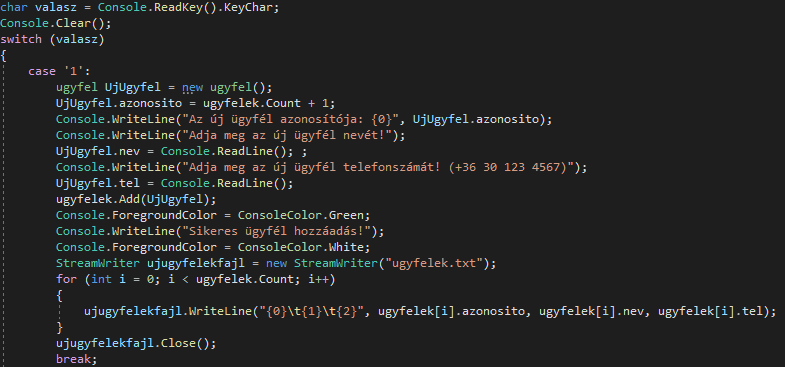 char valasz = Console.ReadKey().KeyChar;
Console.Clear();
switch (valasz)
{
case '1':
ugyfel UjUgyfel = new ugyfel();
UjUgyfel.azonosito = ugyfelek.Count + 1;
Console.WriteLine("Az új ügyfél azonosítója: {0}", UjUgyfel.azonosito);
Console.WriteLine("Adja meg az új ügyfél nevét!");
UjUgyfel.nev = Console.ReadLine(); ;
Console.WriteLine("Adja meg az új ügyfél telefonszámát! (+36 30 123 4567)");
UjUgyfel.tel = Console.ReadLine();
ugyfelek.Add(UjUgyfel);
Console.ForegroundColor = ConsoleColor.Green;
Console.WriteLine("Sikeres ügyfél hozzáadás!");
Console.ForegroundColor = ConsoleColor.White;
StreamWriter ujugyfelekfajl = new StreamWriter("ugyfelek.txt");
for (int i = 0; i < ugyfelek.Count; i++)
{
ujugyfelekfajl.WriteLine("{0}\t{1}\t{2}", ugyfelek[i].azonosito, ugyfelek[i].nev, ugyfelek[i].tel);
}
ujugyfelekfajl.Close();
break;